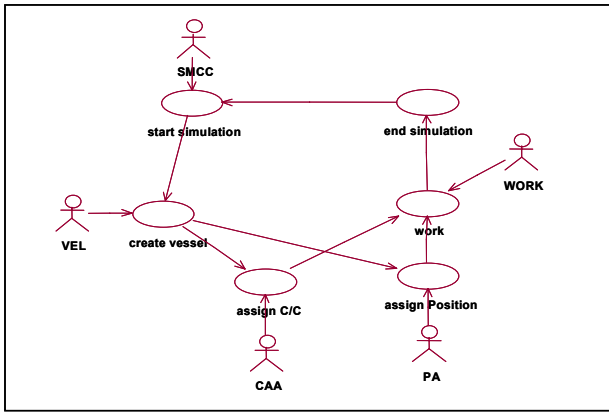 SMCC
start simulation
end simulation
WORK
VEL
create vessel
work
assign C/C
assign Position
CAA
PA